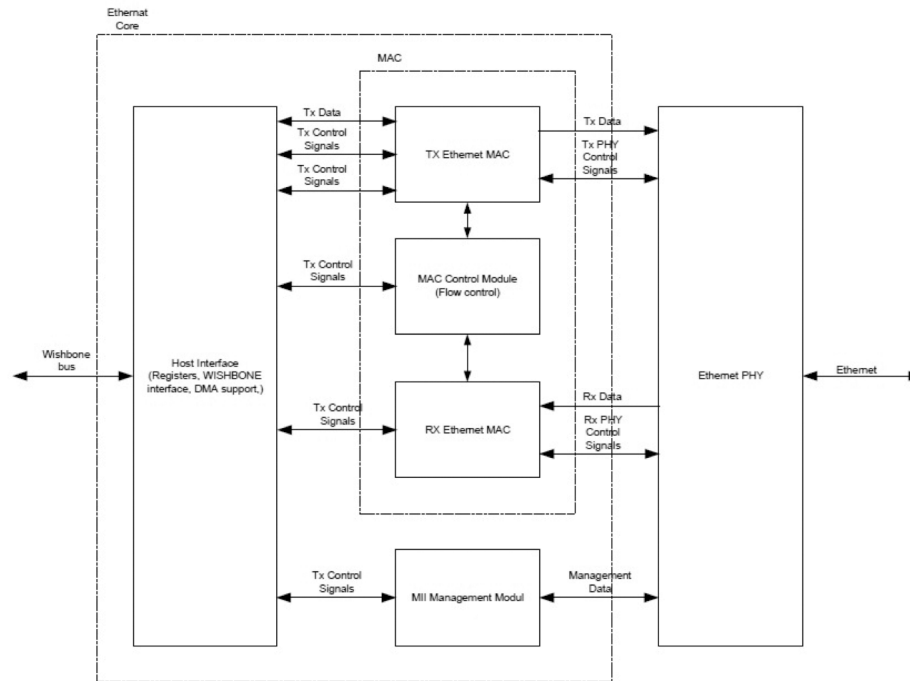 Ethernat
Core
MAC
Tx Data
Tx Control
Signals
Tx Control
Signals
TX Ethernet MAC
Tx Data
Tx PHY
Control
Signals
Tx Control
Signals
MAC Control Module
(Flow control)
Wishbone
bus
Host Interface
(Registers, WISHBONE
interface, DMA support,)
Ethernet PHY
Ethernet
Tx Control
Signals
RX Ethernet MAC
Rx Data
Rx PHY
Control
Signals
Tx Control
Signals
MII Management Modul
Management
Data